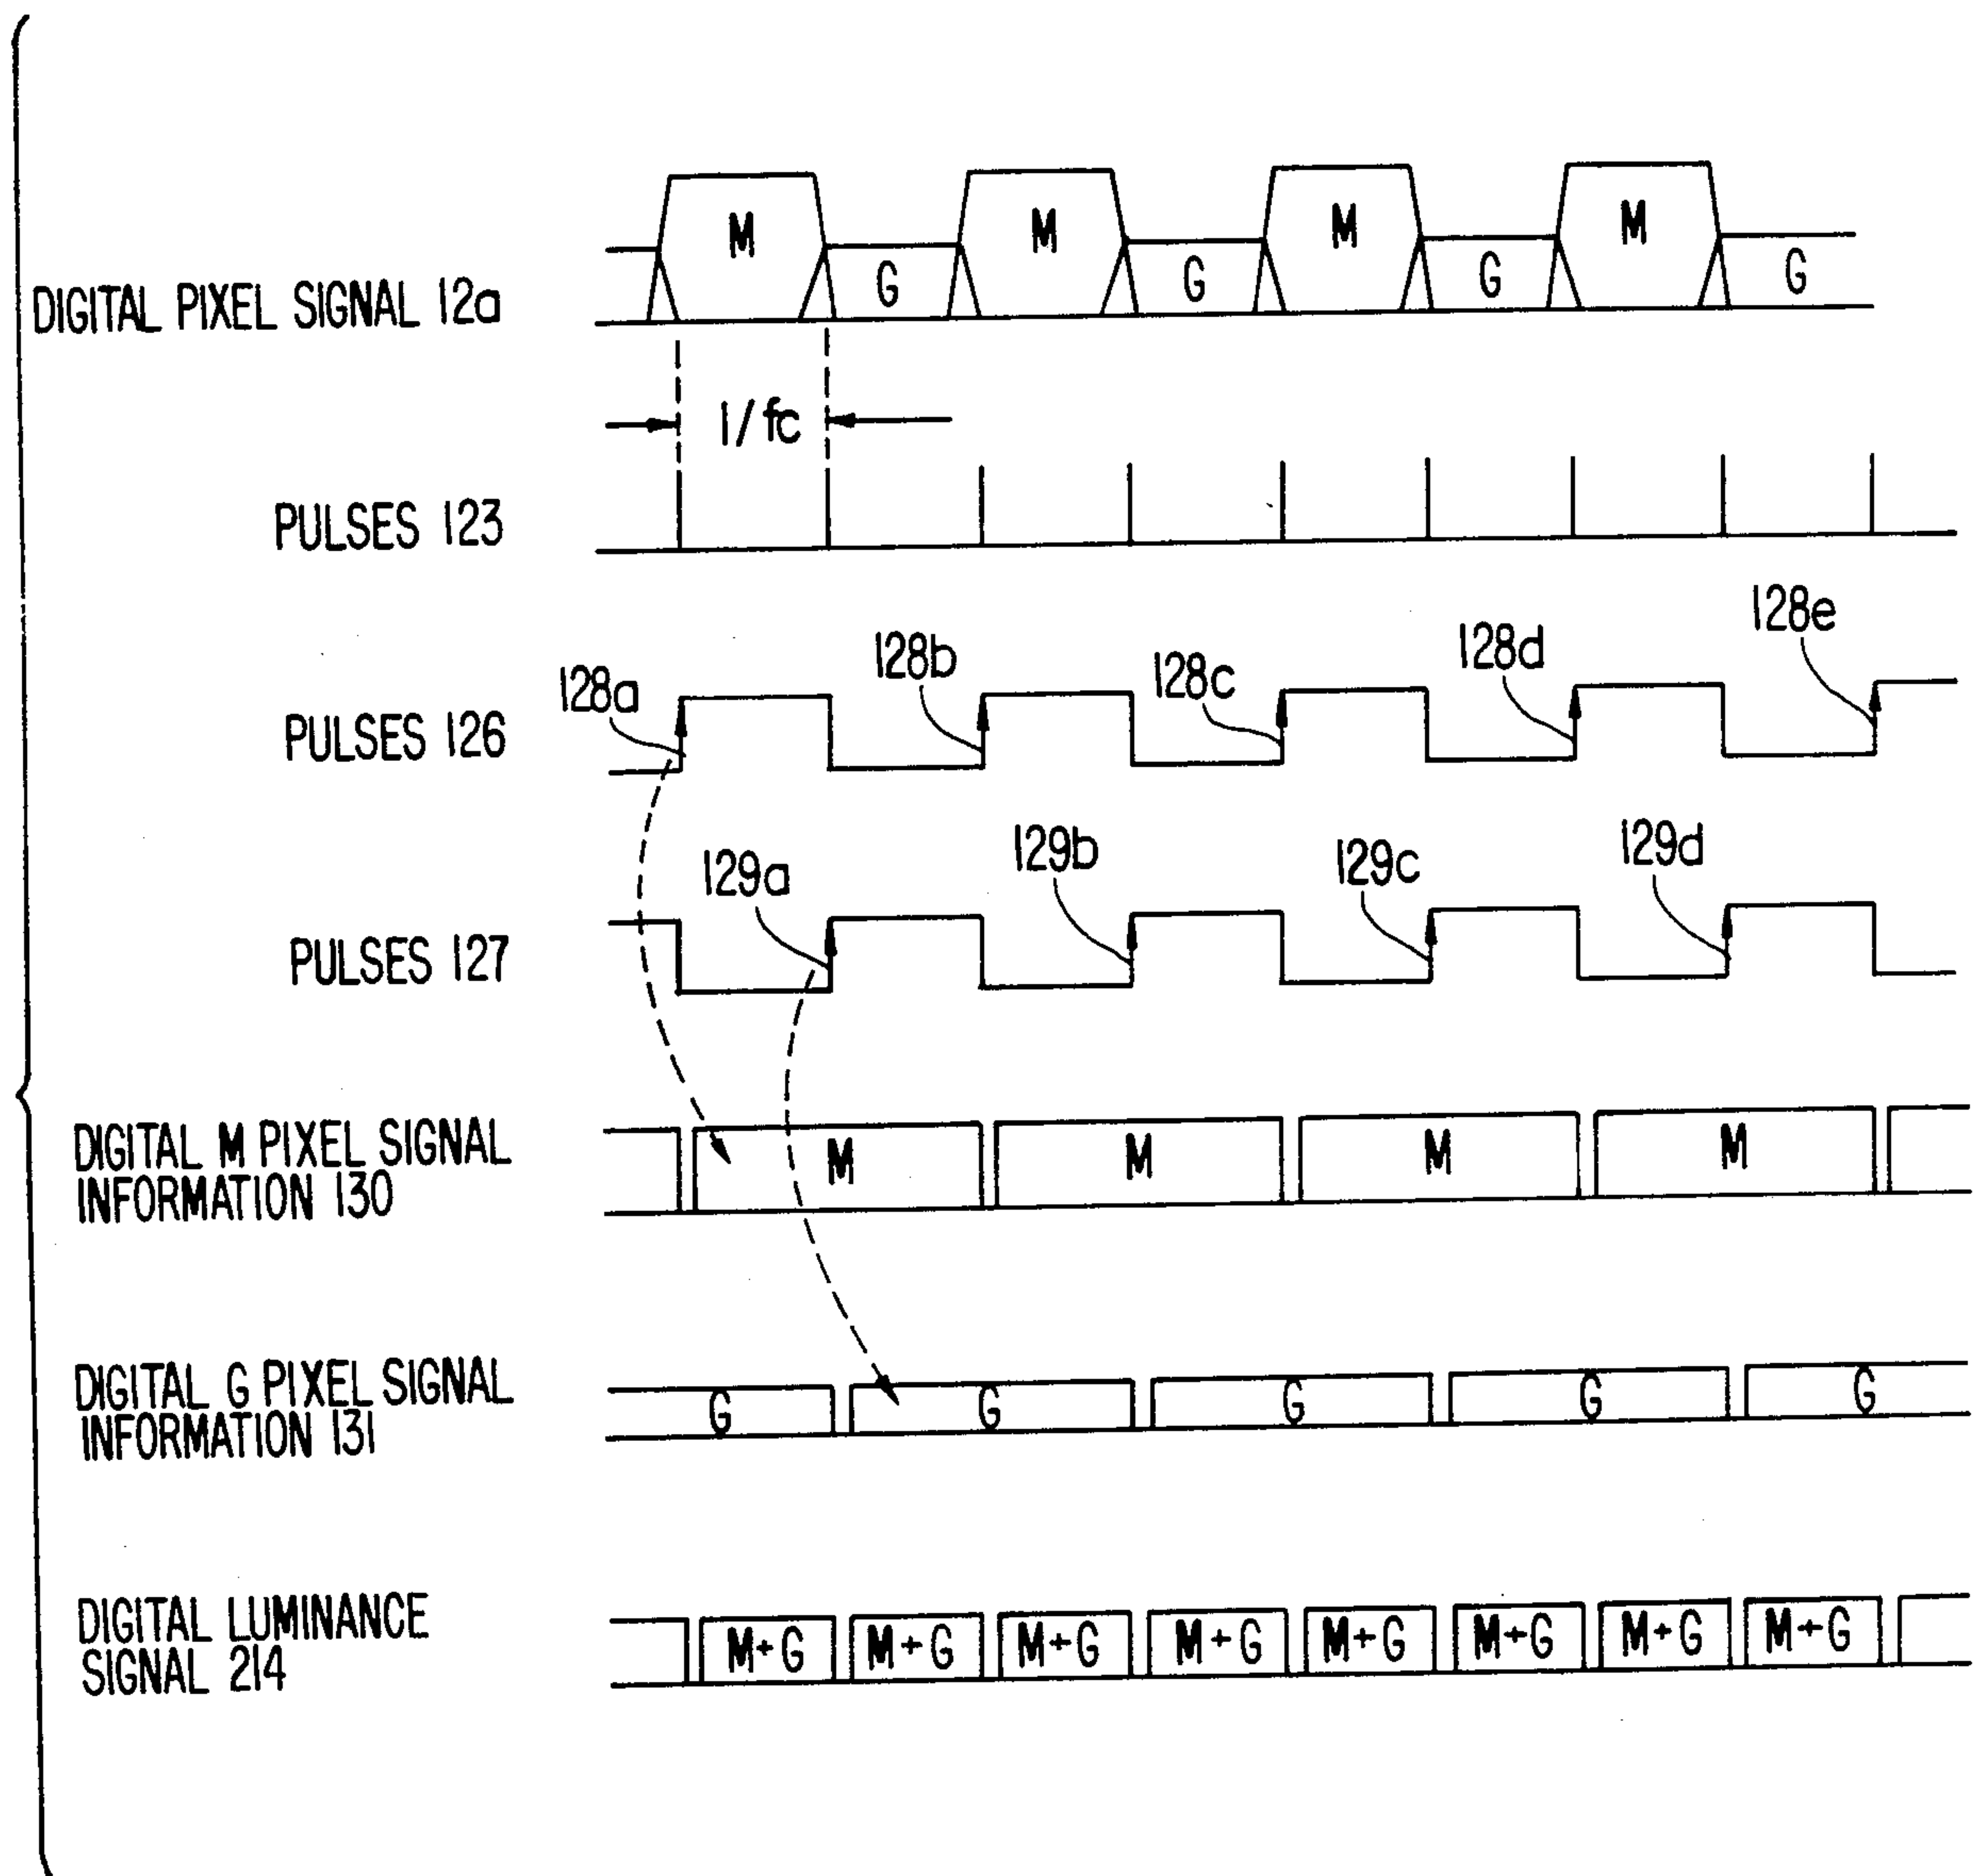 M M M M
G G G G
DIGITAL PIXEL SIGNAL 12a
1/fc
PULSES 123
128a 128b 128c 128d 128e
PULSES 126
129a 129b 129c 129d
PULSES 127
DIGITAL M PIXEL SIGNAL
INFORMATION 130
M M M M
DIGITAL G PIXEL SIGNAL
INFORMATION 131
G G G G G
DIGITAL LUMINANCE
SIGNAL 214
M+G M+G M+G M+G M+G M+G M+G M+G